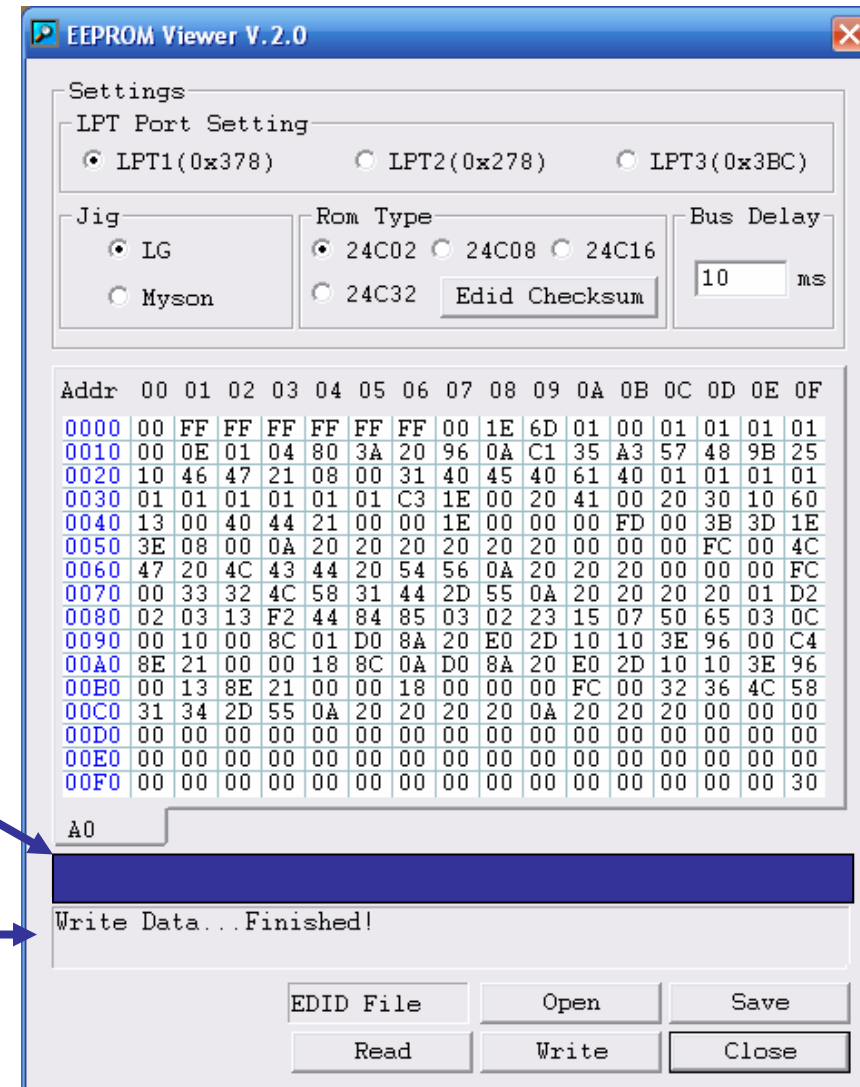 EEPROM Viewer V.2.0
Settings
LPT Port Setting
LPT1(0x378) LPT2(0x278) LPT3(0x3BC)
Jig Rom Type Bus Delay
LG 24C02 24C08 24C16
10 ms
Myson 24C32 Edid Checksum
Addr 00 01 02 03 04 05 06 07 08 09 0A 0B 0C 0D 0E 0F
0000 00 FF FF FF FF FF FF 00 1E 6D 01 00 01 01 01 01
0010 00 0E 01 04 80 3A 20 96 0A C1 35 A3 57 48 9B 25
0020 10 46 47 21 08 00 31 40 45 40 61 40 01 01 01 01
0030 01 01 01 01 01 01 C3 1E 00 20 41 00 20 30 10 60
0040 13 00 40 44 21 00 00 1E 00 00 00 FD 00 3B 3D 1E
0050 3E 08 00 0A 20 20 20 20 20 20 00 00 00 FC 00 4C
0060 47 20 4C 43 44 20 54 56 0A 20 20 20 00 00 00 FC
0070 00 33 32 4C 58 31 44 2D 55 0A 20 20 20 20 01 D2
0080 02 03 13 F2 44 84 85 03 02 23 15 07 50 65 03 0C
0090 00 10 00 8C 01 D0 8A 20 E0 2D 10 10 3E 96 00 C4
00A0 8E 21 00 00 18 8C 0A D0 8A 20 E0 2D 10 10 3E 96
00B0 00 13 8E 21 00 00 18 00 00 00 FC 00 32 36 4C 58
00C0 31 34 2D 55 0A 20 20 20 20 0A 20 20 20 00 00 00
00D0 00 00 00 00 00 00 00 00 00 00 00 00 00 00 00 00
00E0 00 00 00 00 00 00 00 00 00 00 00 00 00 00 00 00
00F0 00 00 00 00 00 00 00 00 00 00 00 00 00 00 00 30
A0
Write Data...Finished!
EDID File Open Save
Read Write Close